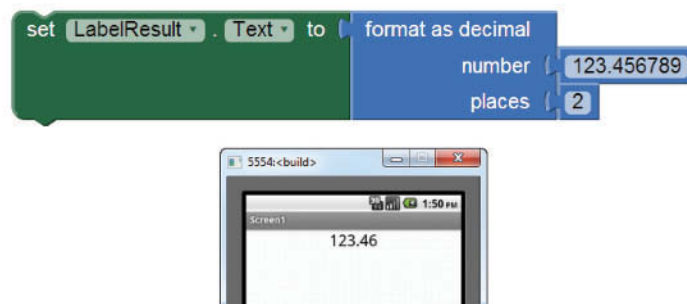 set LabelResult . Text to format as decimal
number 123.456789
places 2
5554:<build>
1:50 PM
Screen1
123.46